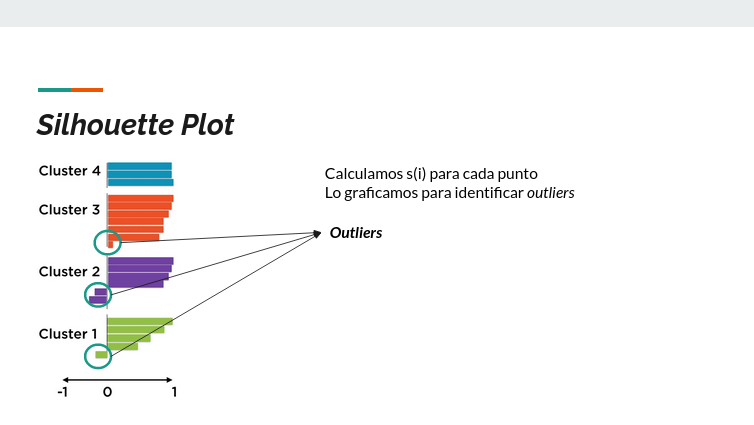 Silhouette Plot
Cluster 4
Cluster 3
Cluster 2
Cluster 1
-1 0 1
Calculamos s(i) para cada punto
Lo graficamos para identificar outliers
Outliers